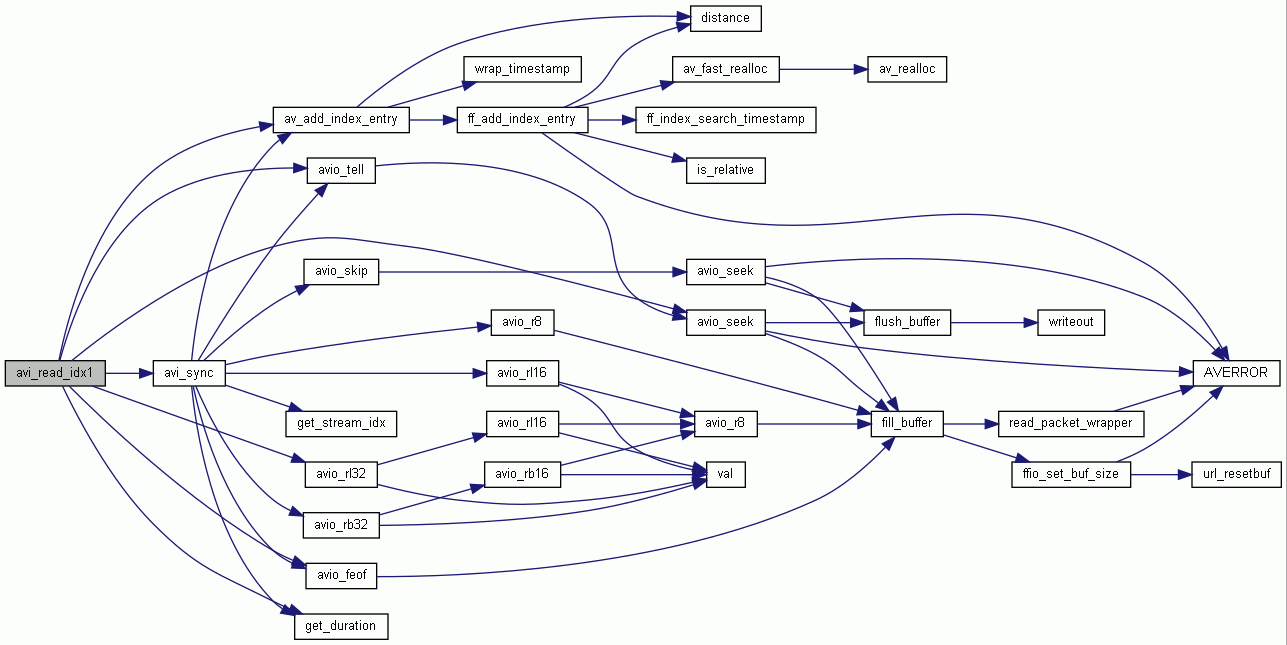 distance
wrap_timestamp
av_fast_realloc
av_realloc
av_add_index_entry
ff_add_index_entry
ff_index_search_timestamp
avio_tell
is_relative
avio_skip
avio_seek
avio_r8
avio_seek
flush_buffer
writeout
avi_read_idx1
avi_sync
avio_rl16
AVERROR
get_stream_idx
avio_rl16
avio_r8
fill_buffer
read_packet_wrapper
avio_rl32
avio_rb16
val
ffio_set_buf_size
url_resetbuf
avio_rb32
avio_feof
get_duration